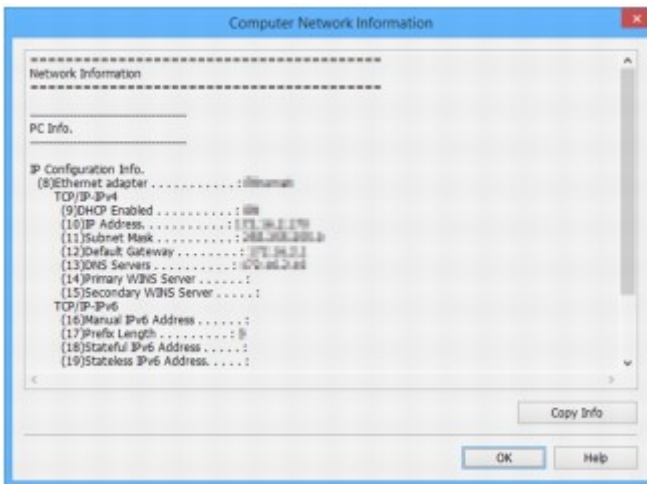 Computer Network Information
Network Information
PC Info.
IP Configuration Info.
(8)Ethernet adapter . . . . . . . . . . . :
TCP/IP-IPv4
(9)DHCP Enabled . . . . . . . . . . :
(10)IP Address. . . . . . . . . . . . :
(11)Subnet Mask . . . . . . . . . . :
(12)Default Gateway . . . . . . . . :
(13)DNS Servers . . . . . . . . . . :
(14)Primary WINS Server . . . . . . . :
(15)Secondary WINS Server . . . . . :
TCP/IP-IPv6
(16)Manual IPv6 Address . . . . . . :
(17)Prefix Length . . . . . . . . . :
(18)Stateful IPv6 Address . . . . . :
(19)Stateless IPv6 Address. . . . . :
Copy Info
OK
Help